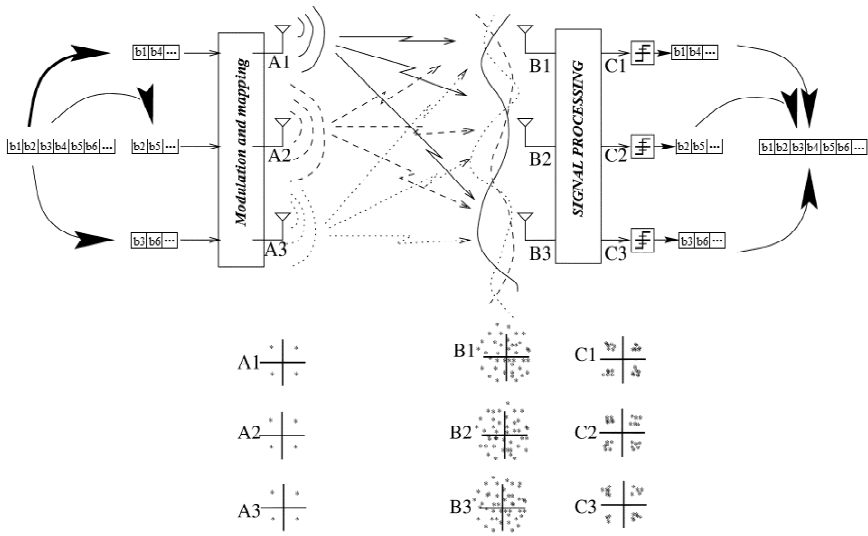 b1 b4 ...
b1 b2 b3 b4 b5 b6 ...
b2 b5 ...
b3 b6 ...
Modulation and mapping
A1
A2
A3
B1
B2
B3
SIGNAL PROCESSING
C1
C2
C3
b1 b4 ...
b2 b5 ...
b3 b6 ...
b1 b2 b3 b4 b5 b6 ...
A1
B1
C1
A2
B2
C2
A3
B3
C3